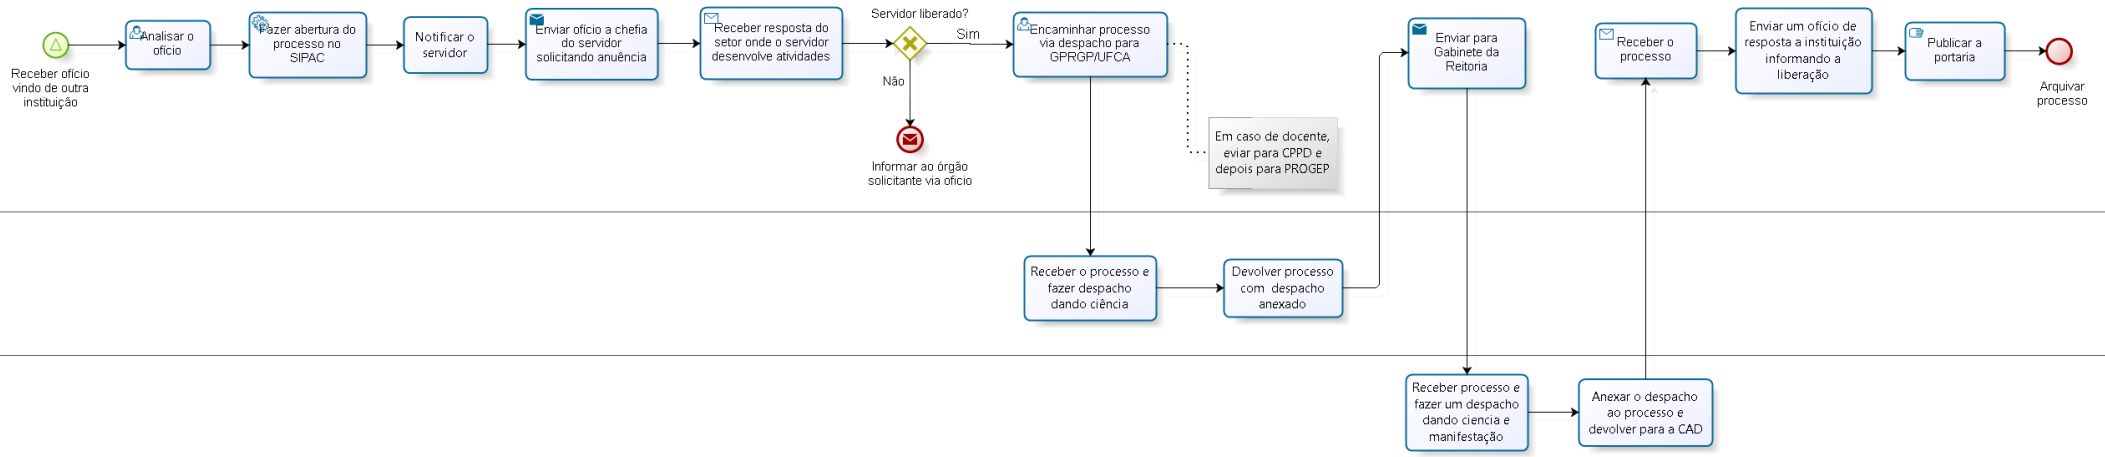 Receber ofício
vindo de outra
instituição
Analisar o
ofício
Fazer abertura do
processo no
SIPAC
Notificar o
servidor
Enviar ofício a chefia
do servidor
solicitando anuência
Receber resposta do
setor onde o servidor
desenvolve atividades
Servidor liberado?
Sim
Não
Informar ao órgão
solicitante via oficio
Encaminhar processo
via despacho para
GPRGP/UFCA
Em caso de docente,
eviar para CPPD e
depois para PROGEP
Enviar para
Gabinete da
Reitoria
Receber o
processo
Enviar um ofício de
resposta a instituição
informando a
liberação
Publicar a
portaria
Arquivar
processo
Receber o processo e
fazer despacho
dando ciência
Devolver processo
com despacho
anexado
Receber processo e
fazer um despacho
dando ciencia e
manifestação
Anexar o despacho
ao processo e
devolver para a CAD